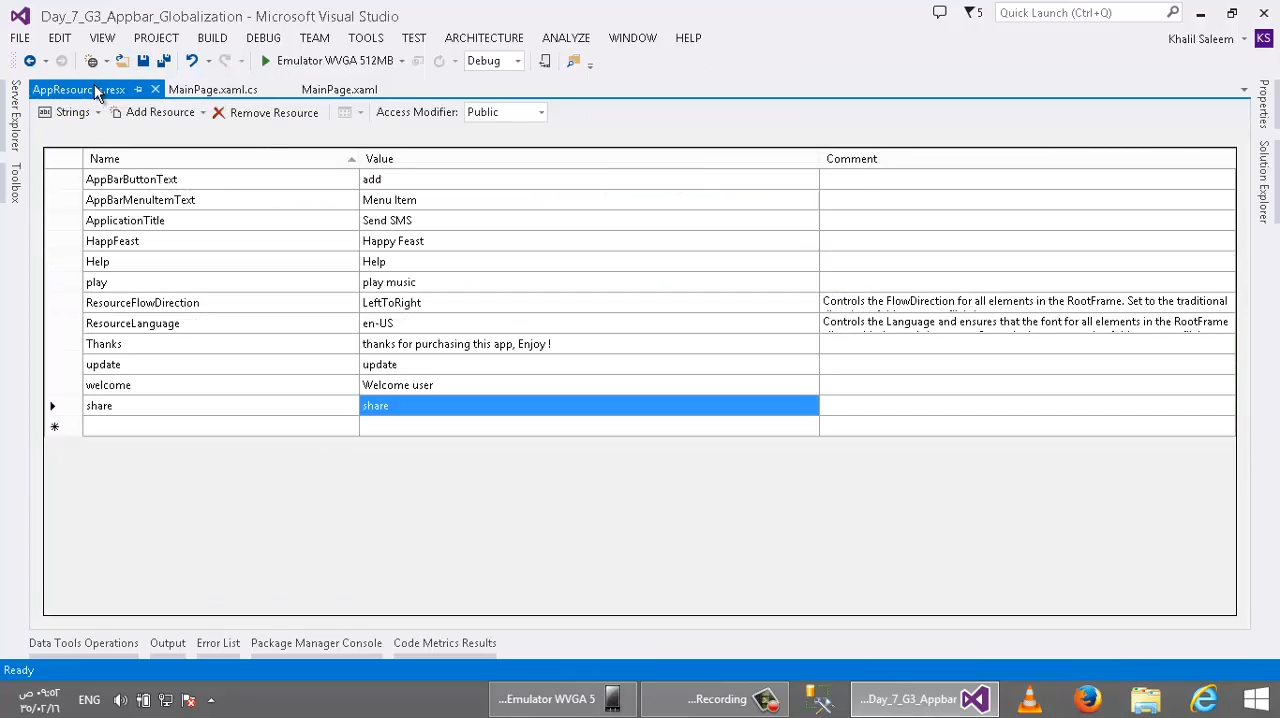 Day_7_G3_Appbar_Globalization - Microsoft Visual Studio
5
Quick Launch (Ctrl+Q)
FILE EDIT VIEW PROJECT BUILD DEBUG TEAM TOOLS TEST ARCHITECTURE ANALYZE WINDOW HELP
Khalil Saleem KS
Emulator WVGA 512MB
Debug
AppResources.resx MainPage.xaml.cs MainPage.xaml
Strings Add Resource Remove Resource Access Modifier: Public
Server Explorer
Toolbox
Properties
Solution Explorer
Name Value Comment
AppBarButtonText add
AppBarMenuItemText Menu Item
ApplicationTitle Send SMS
HappFeast Happy Feast
Help Help
play play music
ResourceFlowDirection LeftToRight Controls the FlowDirection for all elements in the RootFrame. Set to the traditional
ResourceLanguage en-US Controls the Language and ensures that the font for all elements in the RootFrame
Thanks thanks for purchasing this app, Enjoy !
update update
welcome Welcome user
share share
Data Tools Operations Output Error List Package Manager Console Code Metrics Results
Ready
٠٩:٥٢ ص
٣٥/٠٢/١٦
ENG
...Emulator WVGA 5
...Recording
...Day_7_G3_Appbar